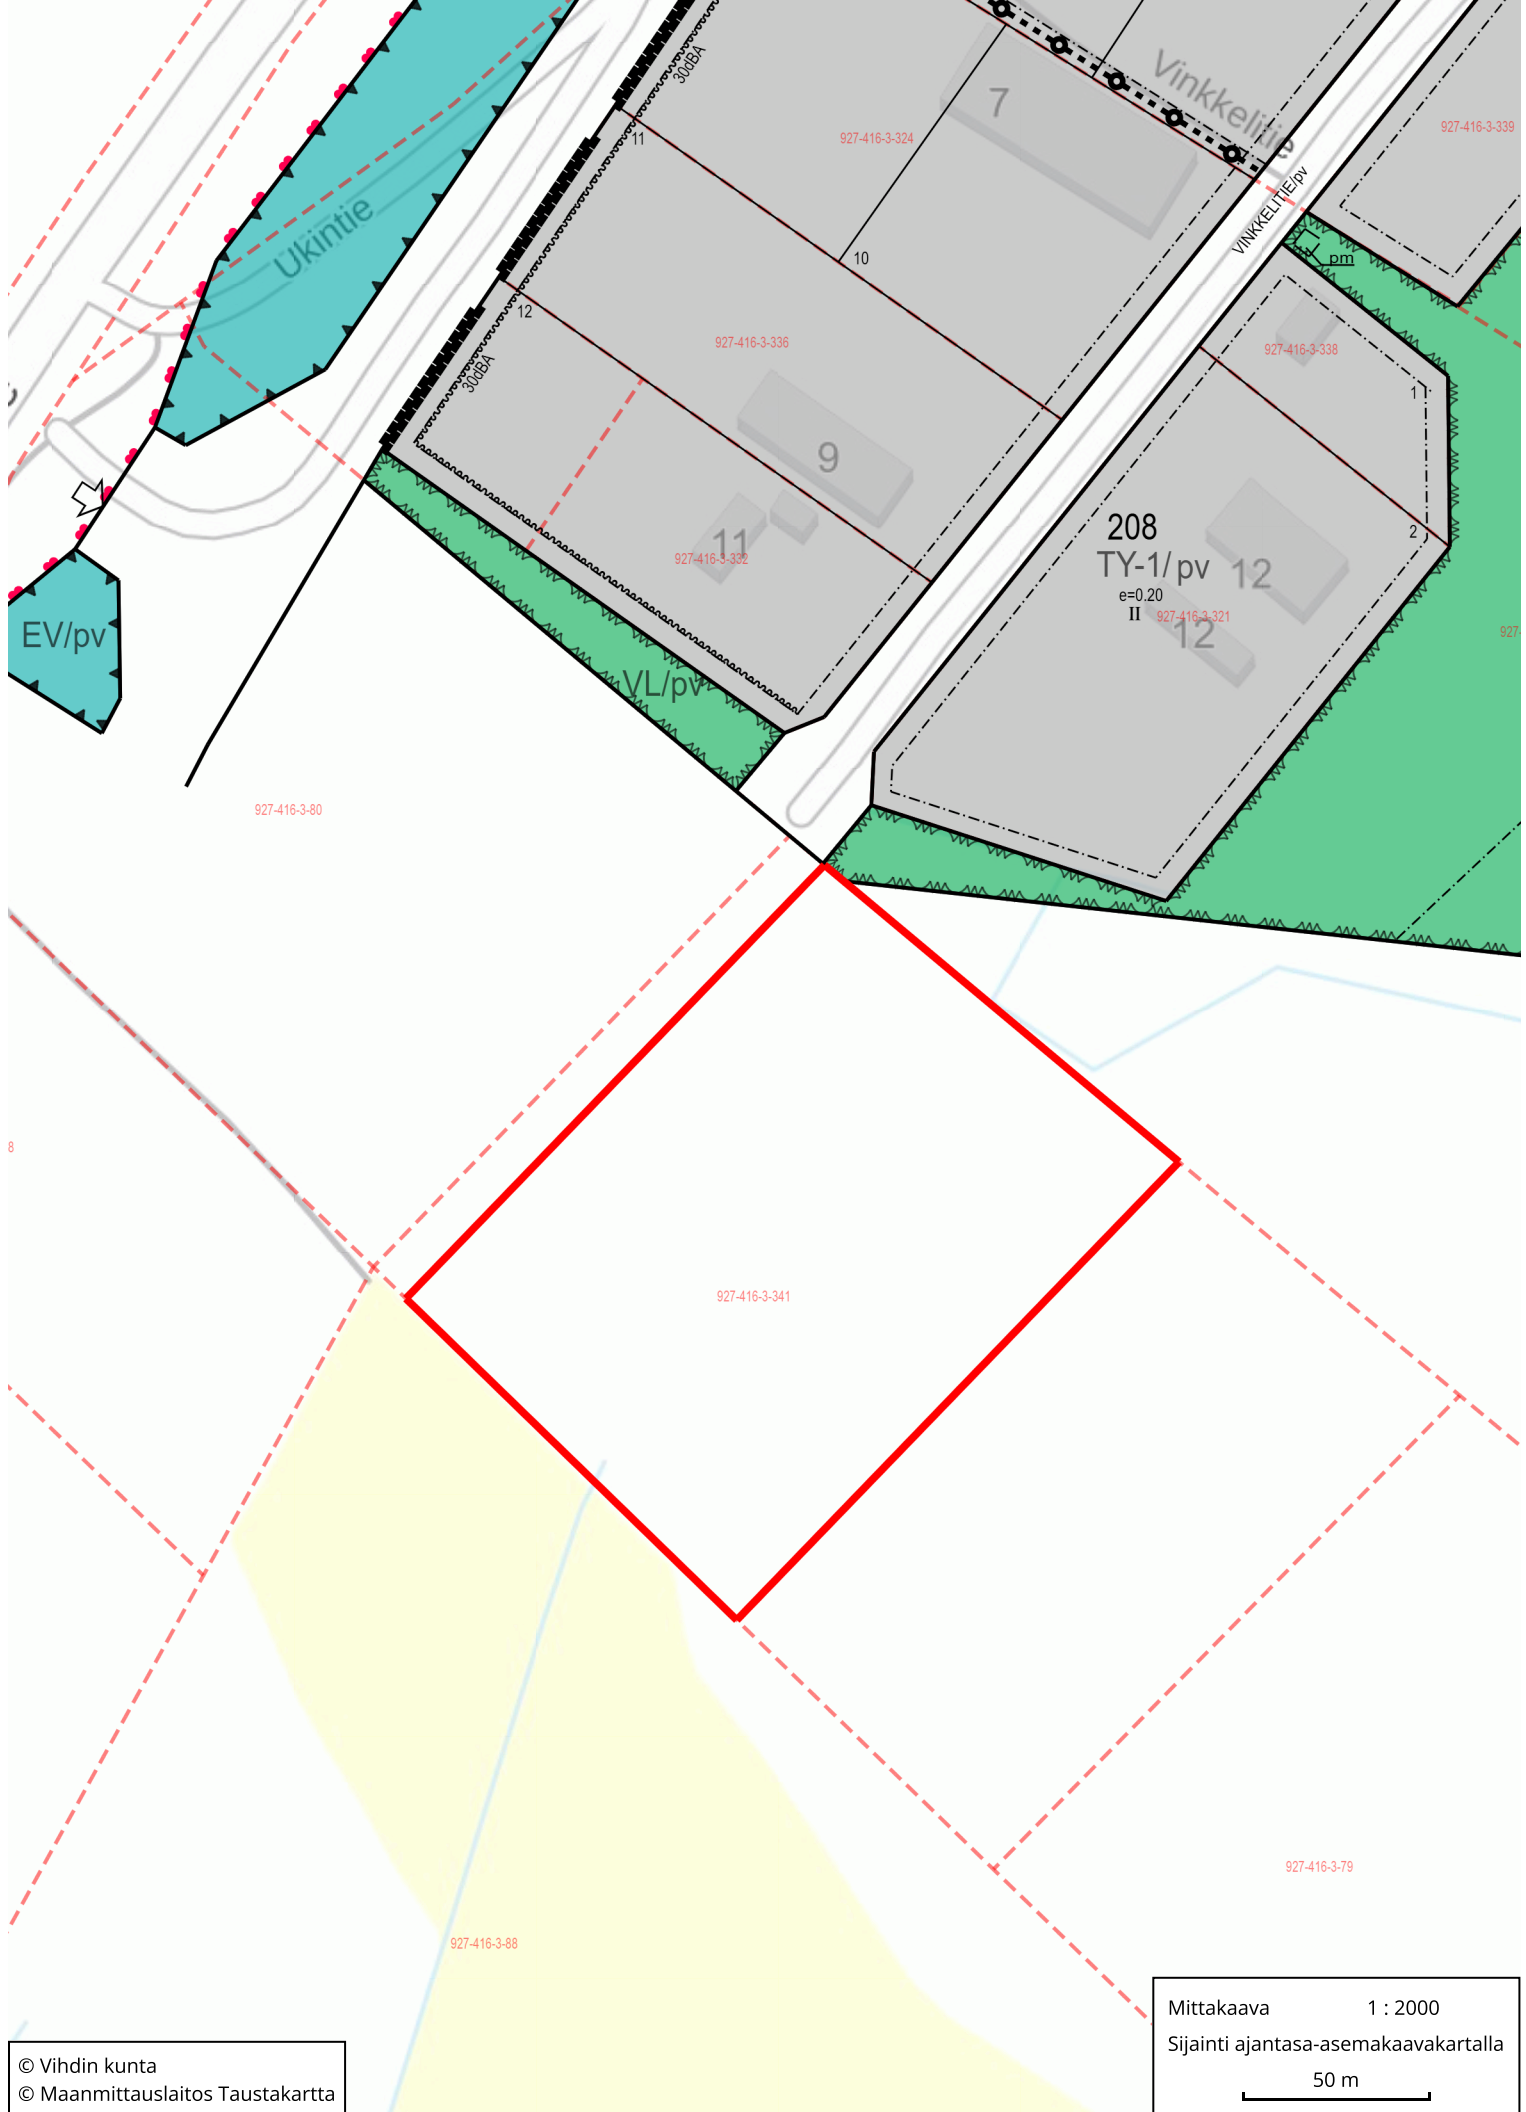 30dBA
11
7
Vinkkelitie
927-416-3-324
927-416-3-339
VINKKELITIE/pv
Ukintie
10
pm
12
927-416-3-336
927-416-3-338
30dBA
1
9
208
2
11
927-416-3-332
TY-1/pv
12
e=0.20
II
927-416-3-321
12
EV/pv
927-
VL/pv
927-416-3-80
8
927-416-3-341
927-416-3-79
927-416-3-88
Mittakaava 1 : 2000
Sijainti ajantasa-asemakaavakartalla
50 m
© Vihdin kunta
© Maanmittauslaitos Taustakartta